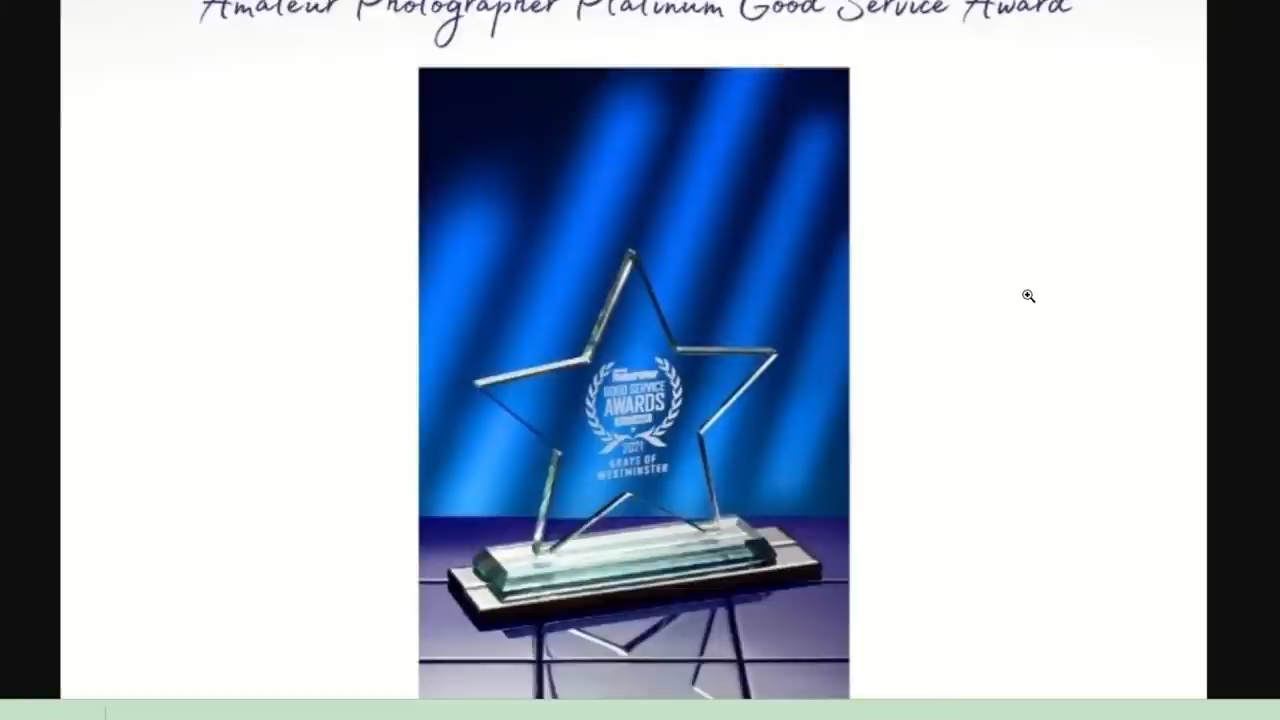 Amateur Photographer Platinum Good Service Award
GOOD SERVICE
AWARDS
2021
GRAYS OF
WESTMINSTER